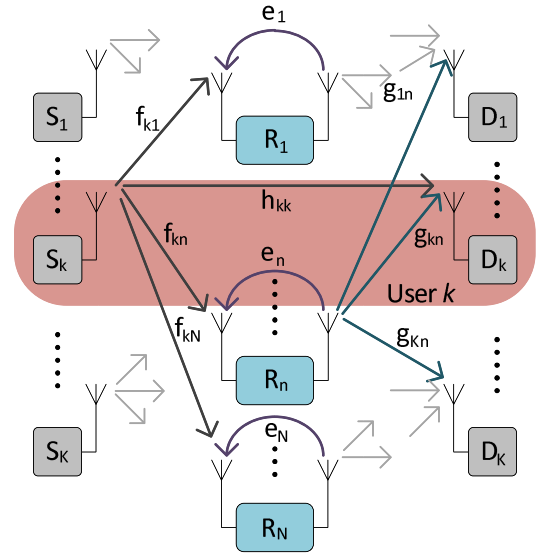 e1
S1
fk1
R1
g1n
D1
hkk
Sk
fkn
en
gkn
Dk
User k
fkN
Rn
gKn
SK
eN
DK
RN